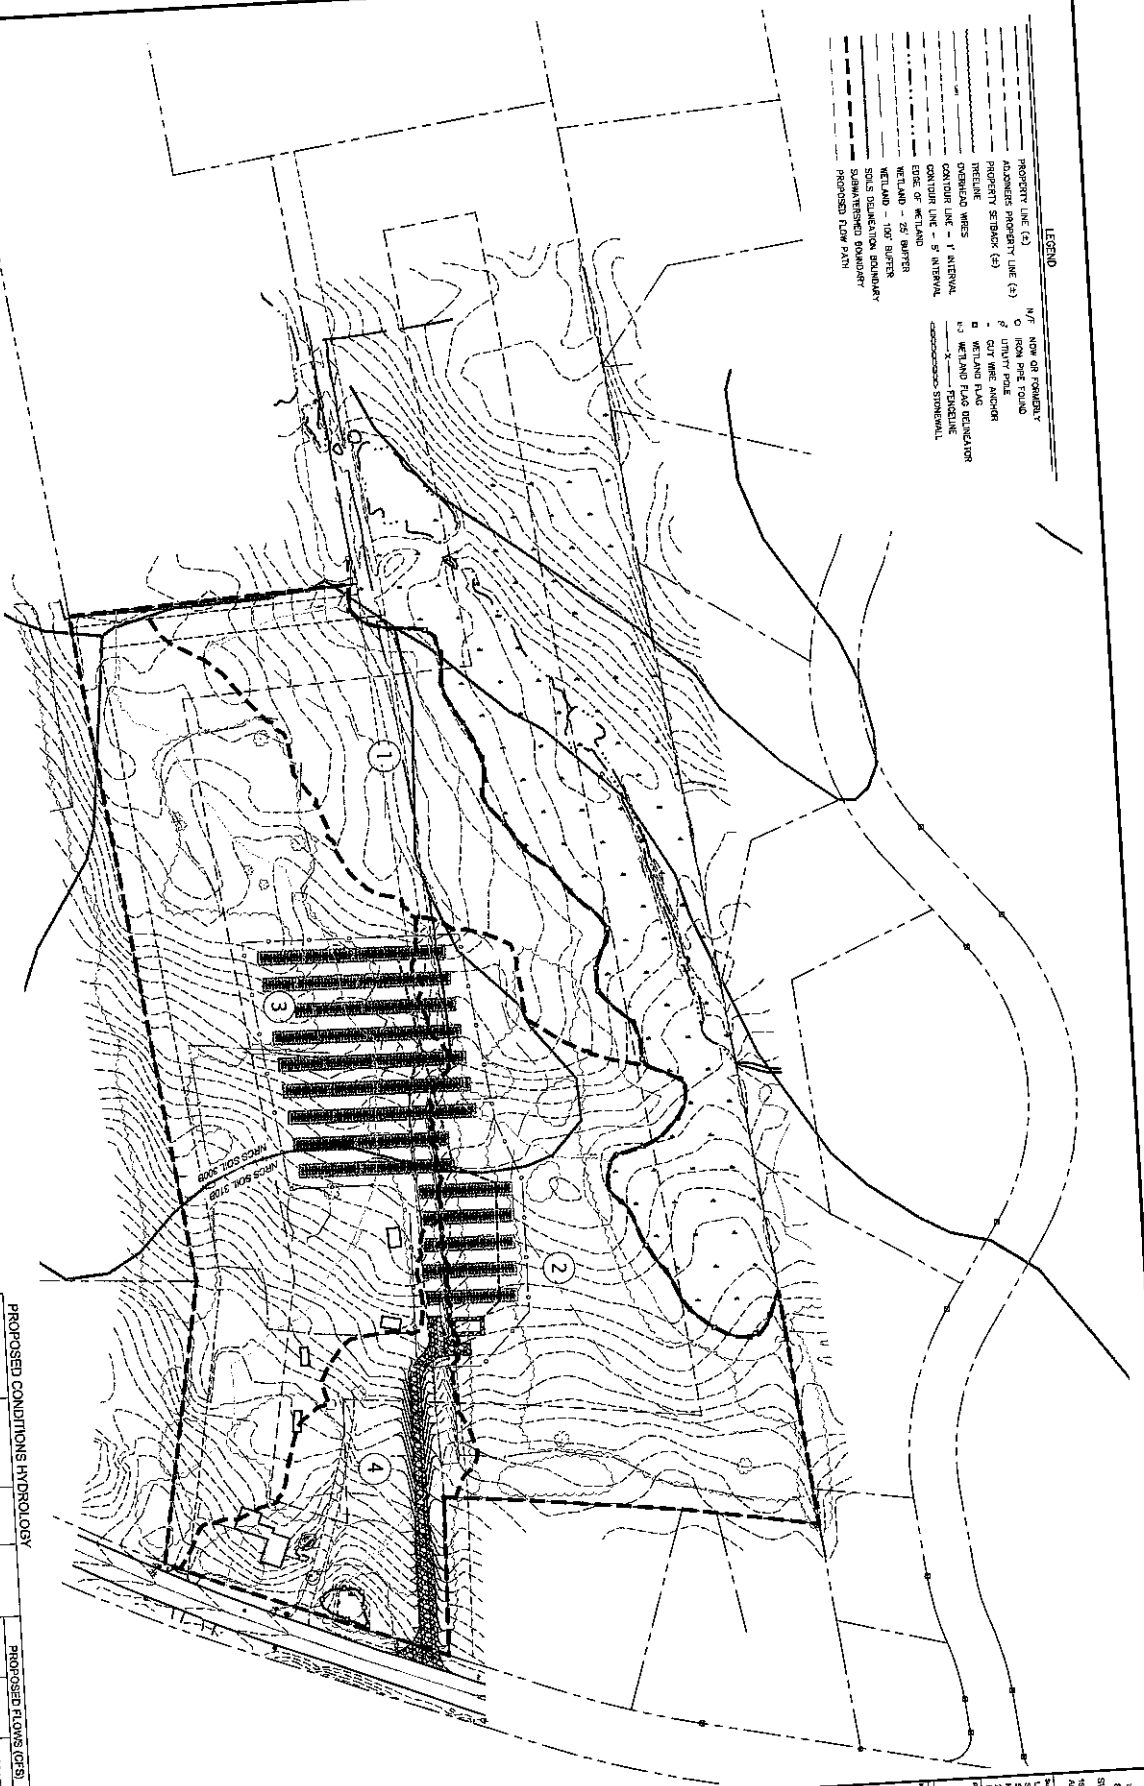 LEGEND
PROPERTY LINE (±)
ADJOINERS PROPERTY LINE (±)
PROPERTY SETBACK (±)
TREELINE
OVERHEAD WIRES
CONTOUR LINE - 1' INTERVAL
CONTOUR LINE - 5' INTERVAL
EDGE OF WETLAND
WETLAND - 25' BUFFER
WETLAND - 100' BUFFER
SOILS DELINEATION BOUNDARY
SUBWATERSHED BOUNDARY
PROPOSED FLOW PATH
N/F NOW OR FORMERLY
IRON PIPE FOUND
UTILITY POLE
GUY WIRE ANCHOR
WETLAND FLAG
WETLAND FLAG DELINEATOR
FENCELINE
STONEWALL
1
2
3
4
NRCS SOIL 300B
NRCS SOIL 310B
PROPOSED CONDITIONS HYDROLOGY
PROPOSED FLOWS (CFS)